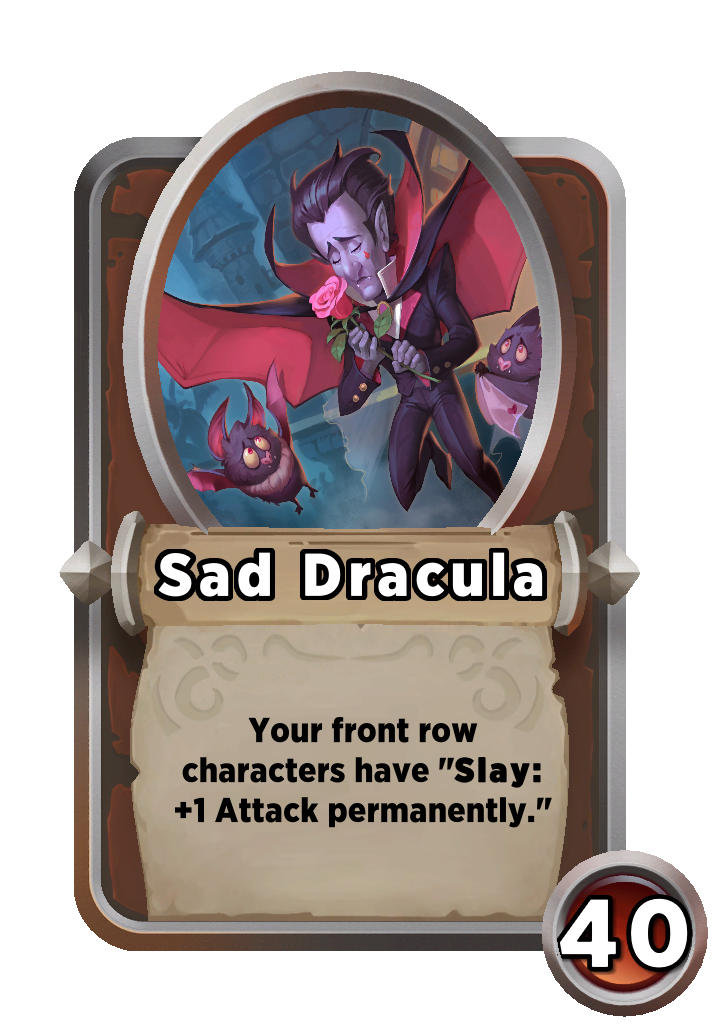 Sad Dracula
Your front row
characters have "Slay:
+1 Attack permanently."
40